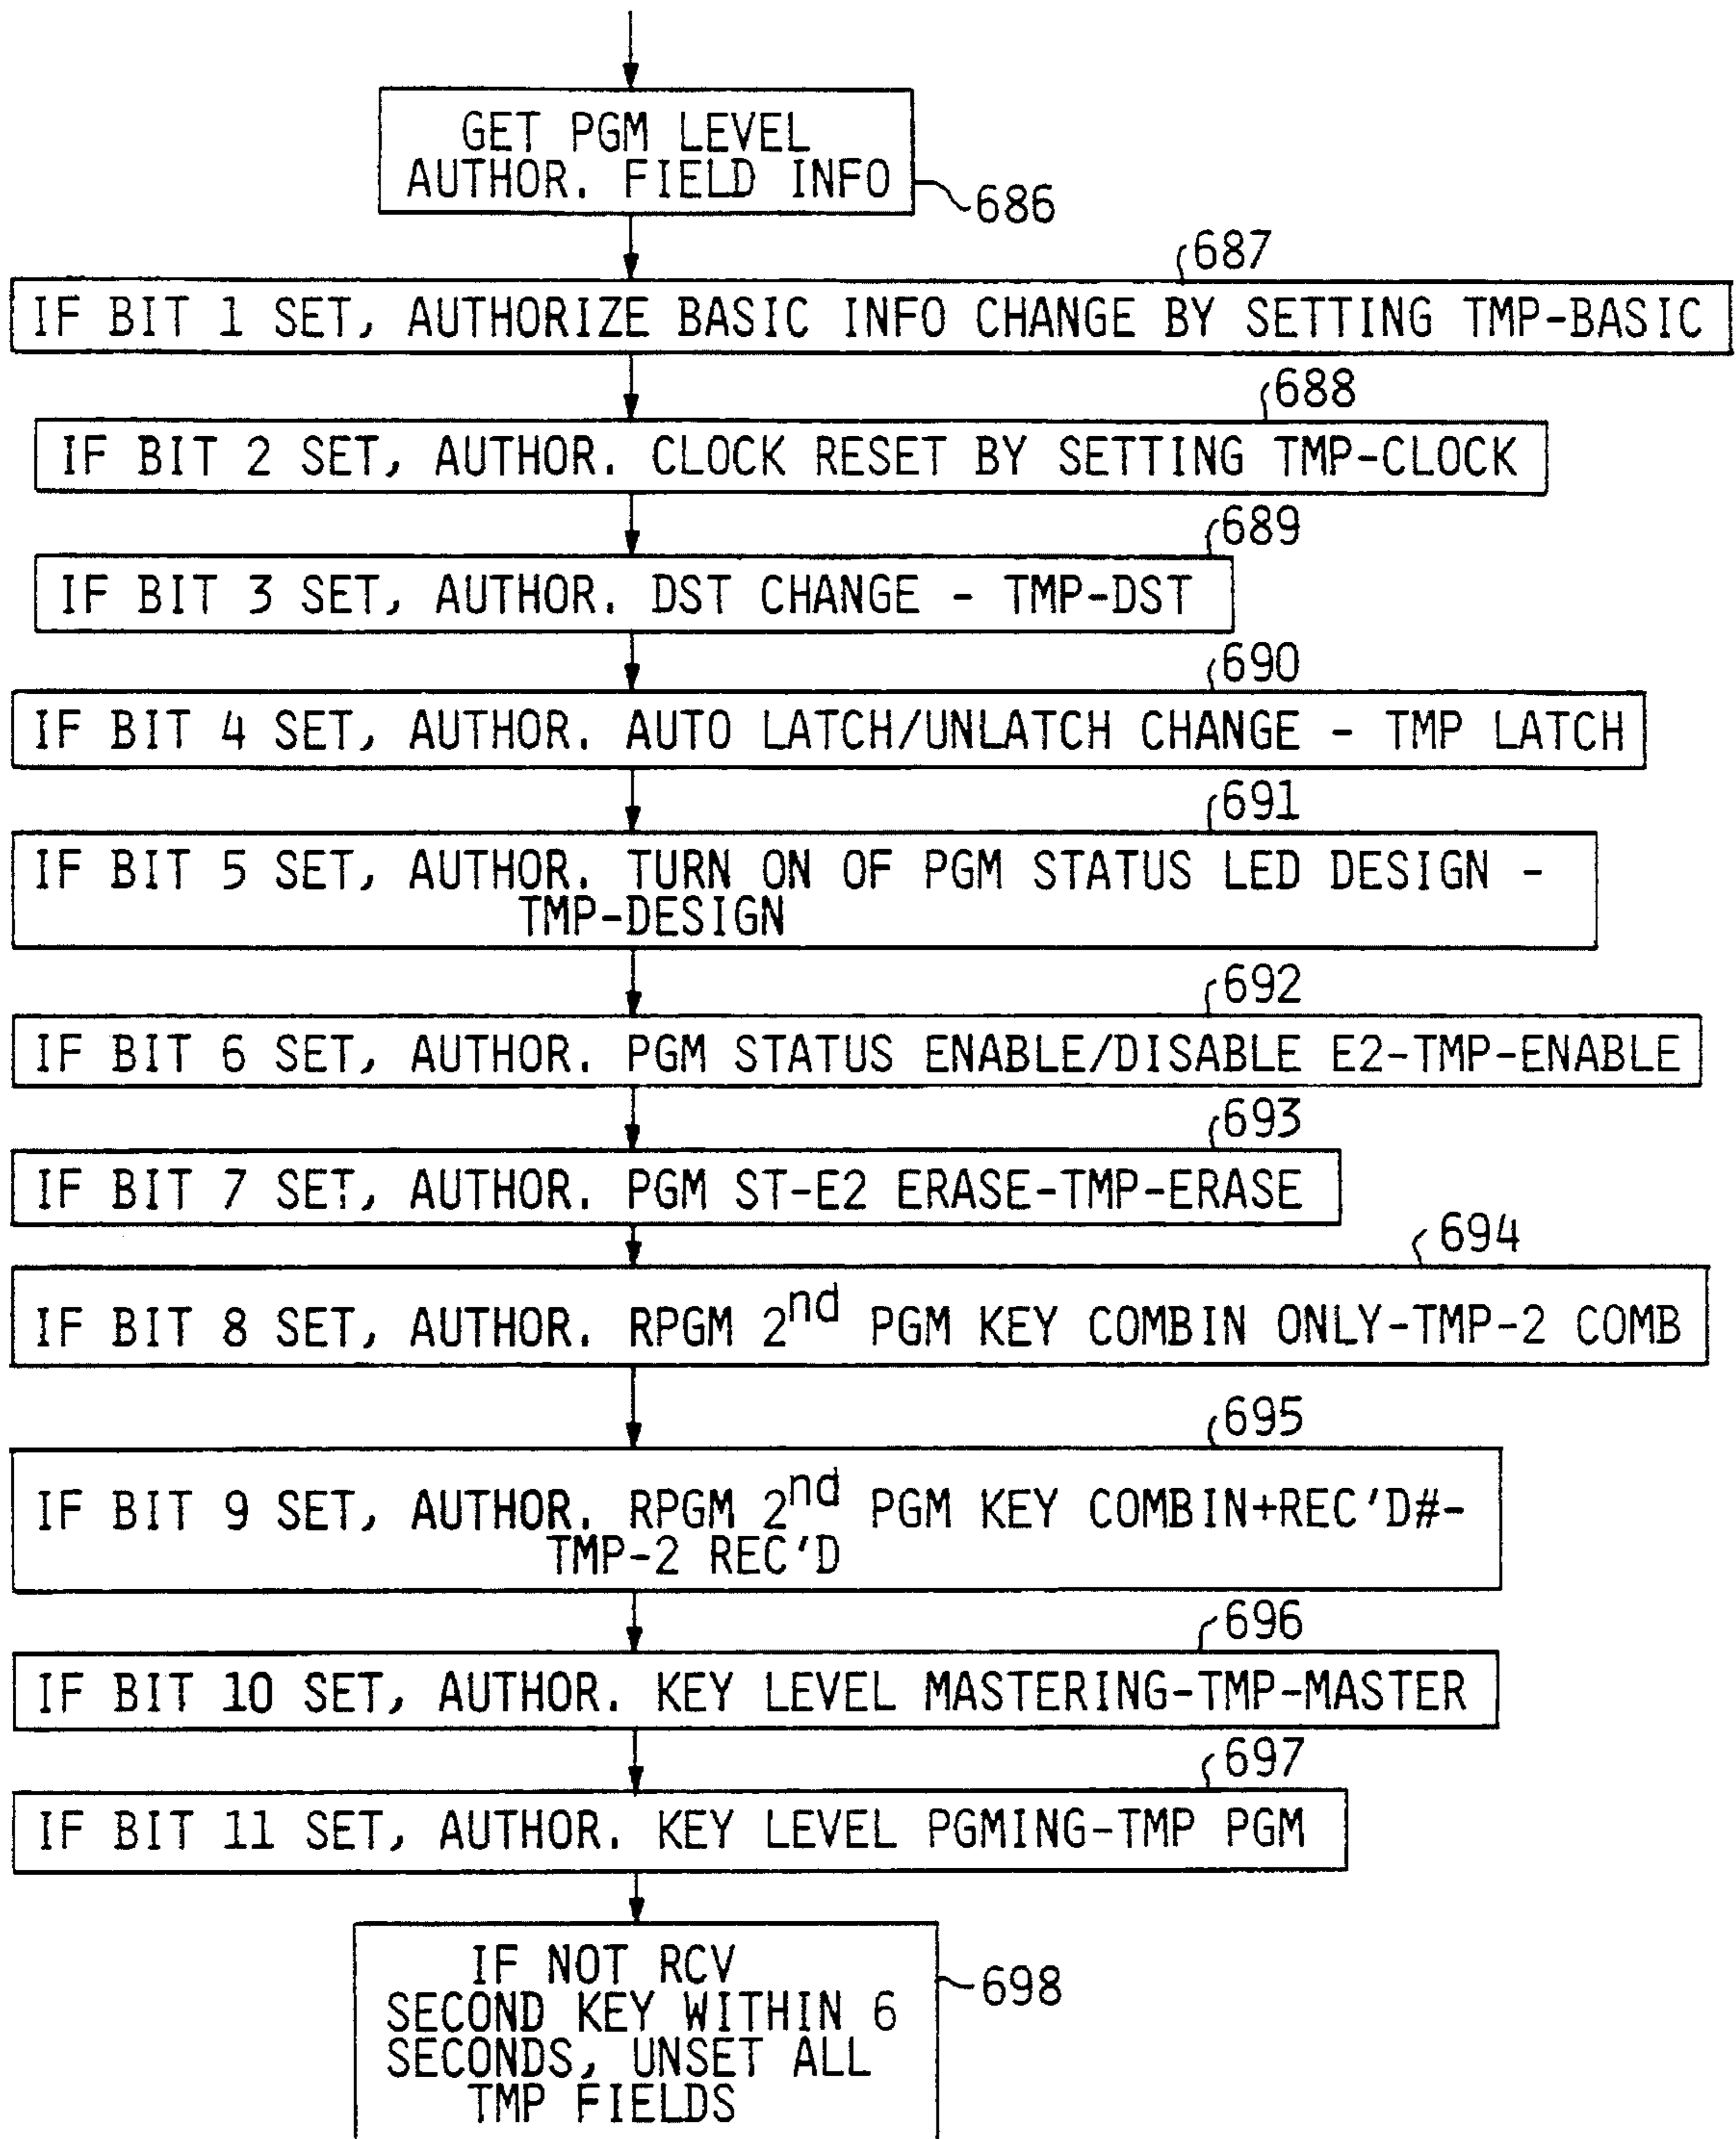 GET PGM LEVEL
AUTHOR. FIELD INFO
686
687
IF BIT 1 SET, AUTHORIZE BASIC INFO CHANGE BY SETTING TMP-BASIC
688
IF BIT 2 SET, AUTHOR. CLOCK RESET BY SETTING TMP-CLOCK
689
IF BIT 3 SET, AUTHOR. DST CHANGE - TMP-DST
690
IF BIT 4 SET, AUTHOR. AUTO LATCH/UNLATCH CHANGE - TMP LATCH
691
IF BIT 5 SET, AUTHOR. TURN ON OF PGM STATUS LED DESIGN -
TMP-DESIGN
692
IF BIT 6 SET, AUTHOR. PGM STATUS ENABLE/DISABLE E2-TMP-ENABLE
693
IF BIT 7 SET, AUTHOR. PGM ST-E2 ERASE-TMP-ERASE
694
IF BIT 8 SET, AUTHOR. RPGM 2nd PGM KEY COMBIN ONLY-TMP-2 COMB
695
IF BIT 9 SET, AUTHOR. RPGM 2nd PGM KEY COMBIN+REC'D#-
TMP-2 REC'D
696
IF BIT 10 SET, AUTHOR. KEY LEVEL MASTERING-TMP-MASTER
697
IF BIT 11 SET, AUTHOR. KEY LEVEL PGMING-TMP PGM
IF NOT RCV
SECOND KEY WITHIN 6
SECONDS, UNSET ALL
TMP FIELDS
698